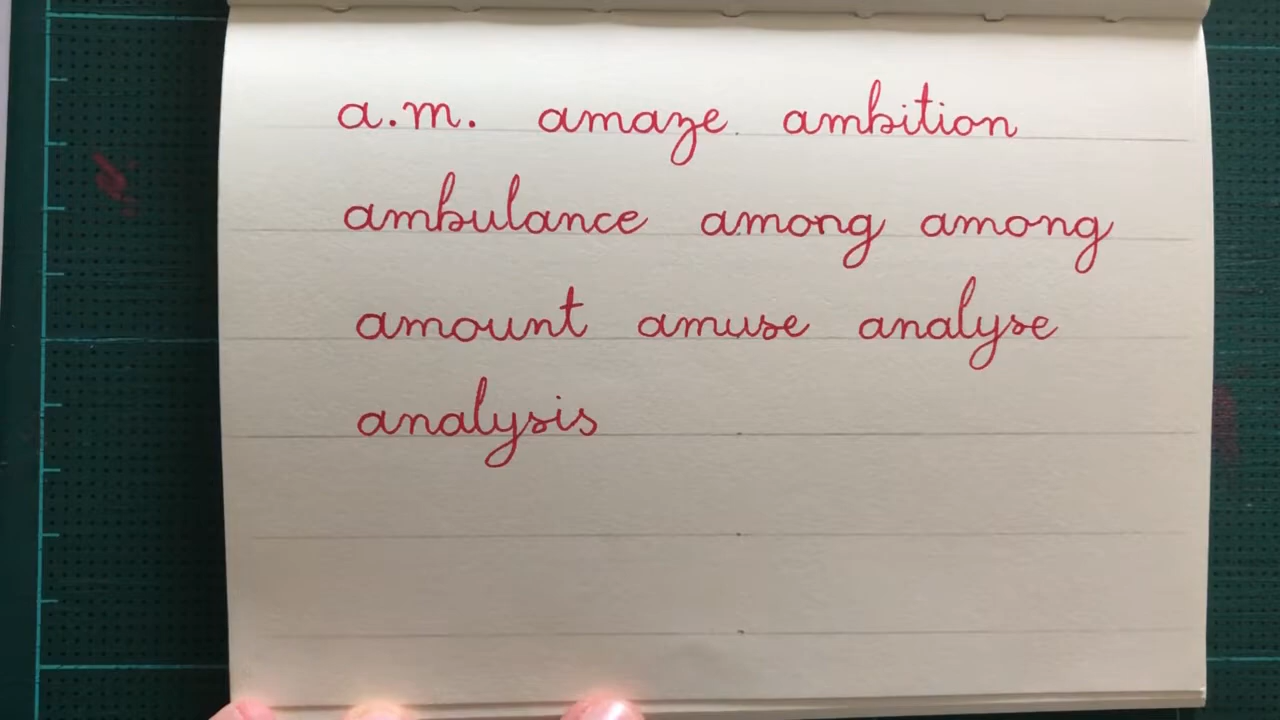 a.m. amaze ambition
ambulance among among
amount amuse analyse
analysis